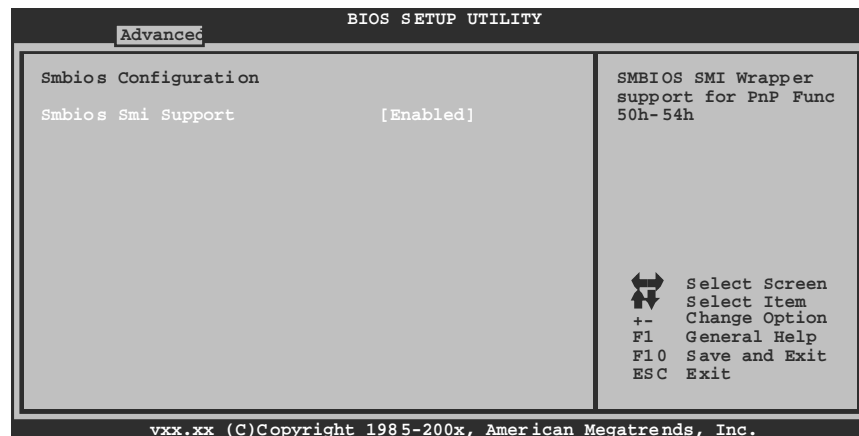 BIOS SETUP UTILITY
Advanced
Smbios Configuration
Smbios Smi Support [Enabled]
SMBIOS SMI Wrapper
support for PnP Func
50h-54h
Select Screen
Select Item
+- Change Option
F1 General Help
F10 Save and Exit
ESC Exit
vxx.xx (C)Copyright 1985-200x, American Megatrends, Inc.